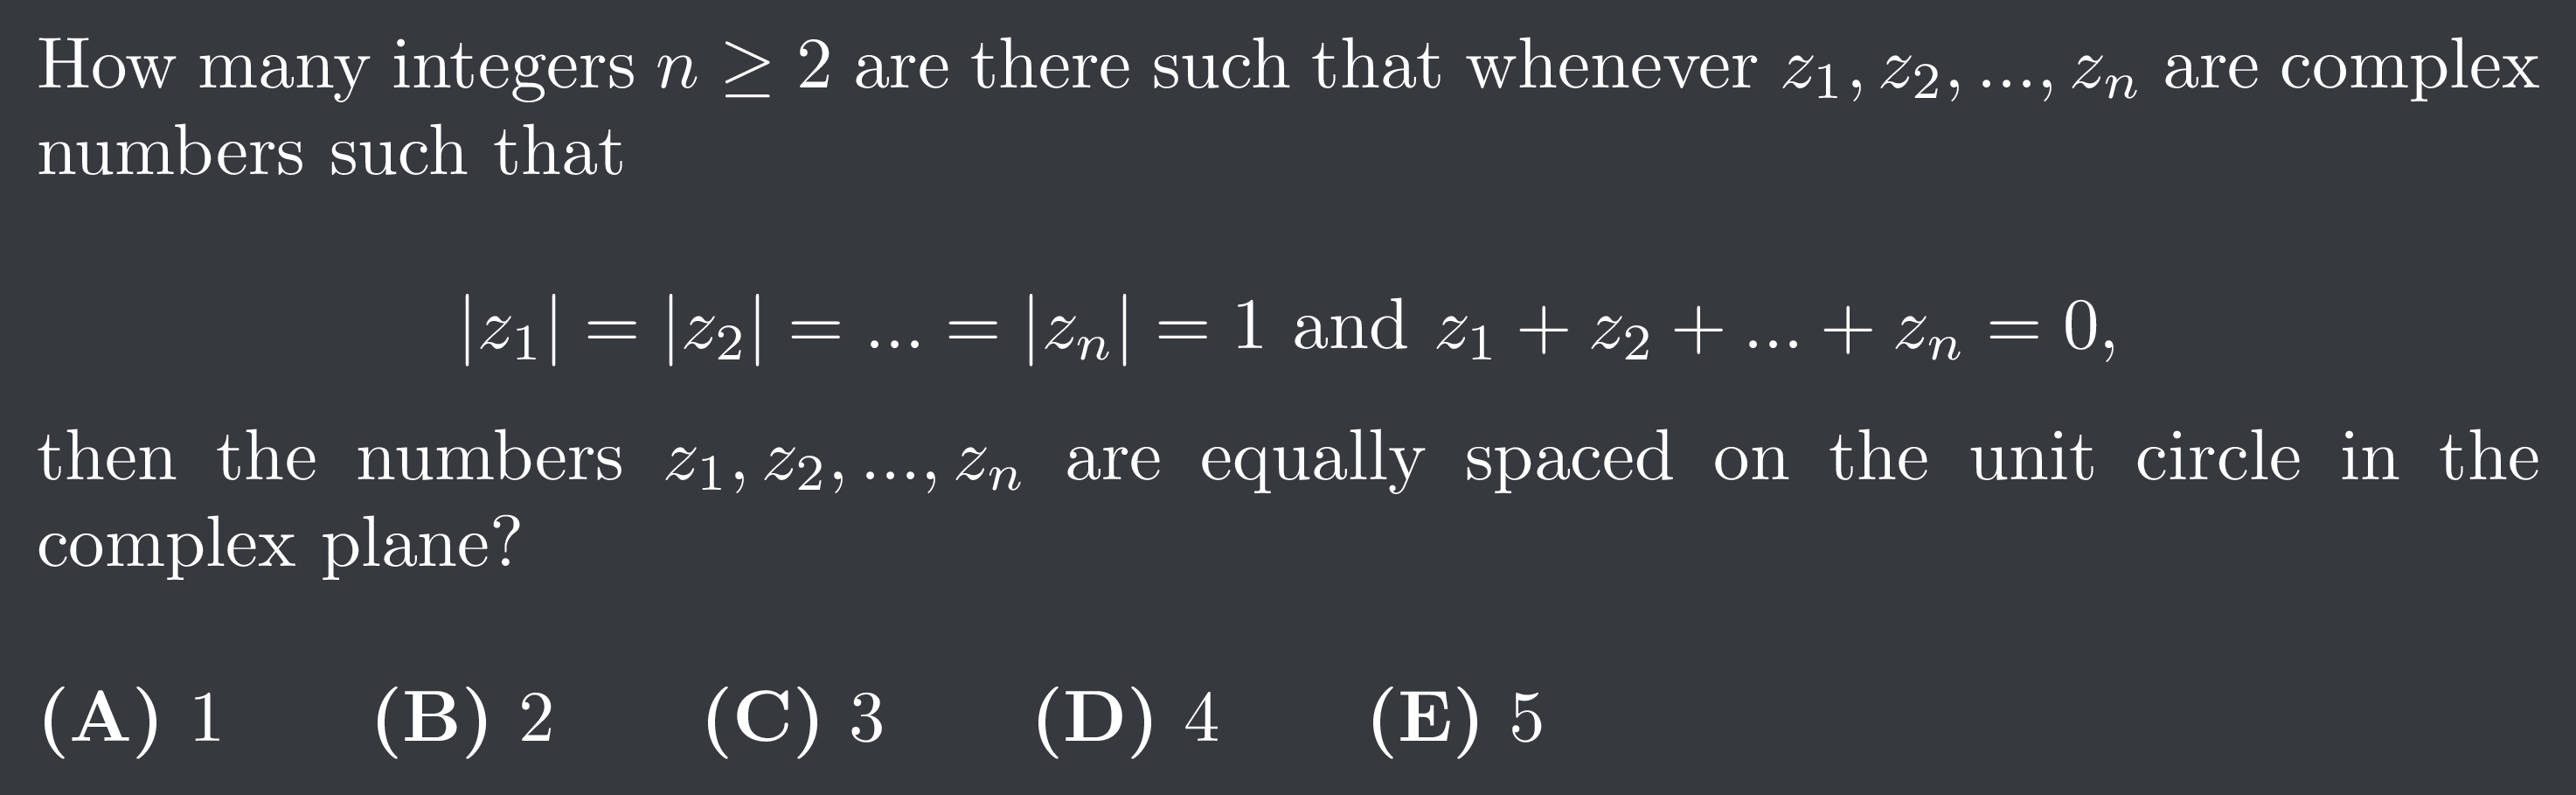 How many integers n ≥ 2 are there such that whenever z₁, z₂, ..., zₙ are complex
numbers such that
|z₁| = |z₂| = ... = |zₙ| = 1 and z₁ + z₂ + ... + zₙ = 0,
then the numbers z₁, z₂, ..., zₙ are equally spaced on the unit circle in the
complex plane?
(A) 1 (B) 2 (C) 3 (D) 4 (E) 5